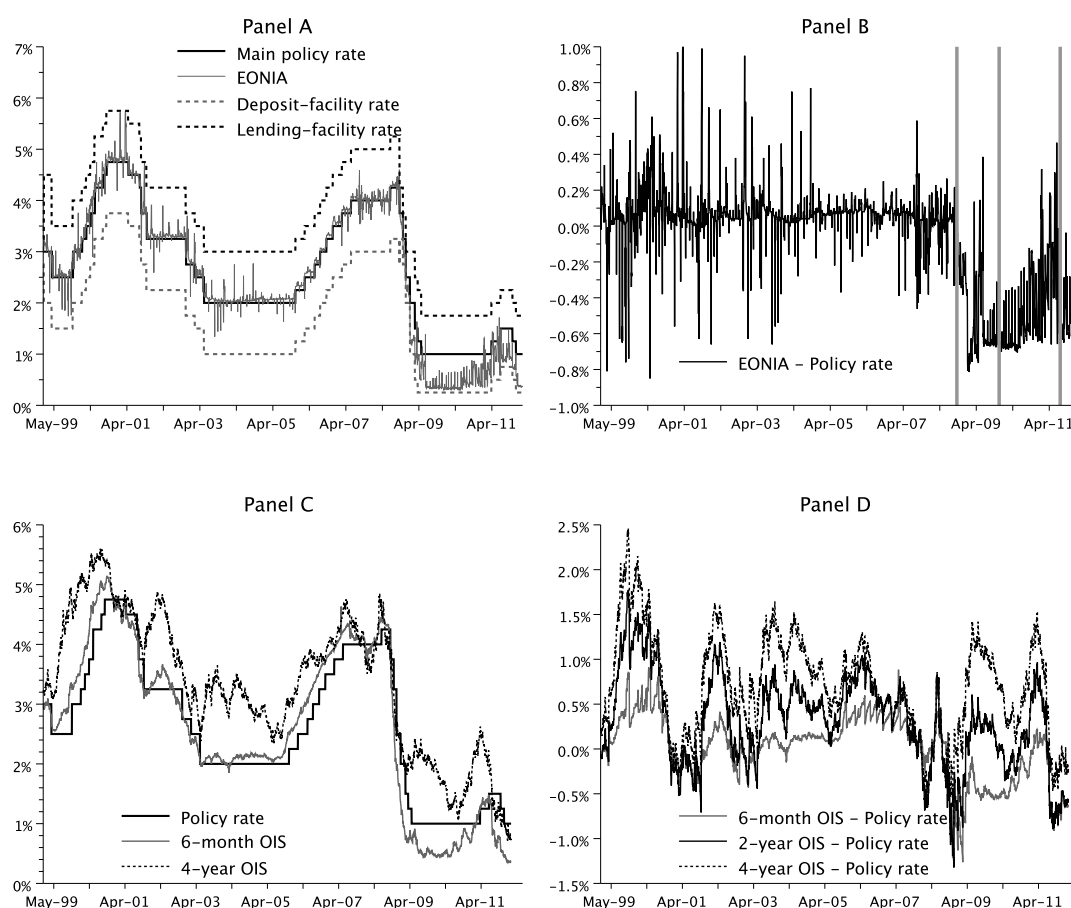 Panel A
7%
6%
5%
4%
3%
2%
1%
0%
Main policy rate
EONIA
Deposit–facility rate
Lending–facility rate
May–99 Apr–01 Apr–03 Apr–05 Apr–07 Apr–09 Apr–11
Panel B
1.0%
0.8%
0.6%
0.4%
0.2%
0.0%
−0.2%
−0.4%
−0.6%
−0.8%
−1.0%
EONIA – Policy rate
May–99 Apr–01 Apr–03 Apr–05 Apr–07 Apr–09 Apr–11
Panel C
6%
5%
4%
3%
2%
1%
0%
Policy rate
6–month OIS
4–year OIS
May–99 Apr–01 Apr–03 Apr–05 Apr–07 Apr–09 Apr–11
Panel D
2.5%
2.0%
1.5%
1.0%
0.5%
0.0%
−0.5%
−1.0%
−1.5%
6–month OIS – Policy rate
2–year OIS – Policy rate
4–year OIS – Policy rate
May–99 Apr–01 Apr–03 Apr–05 Apr–07 Apr–09 Apr–11